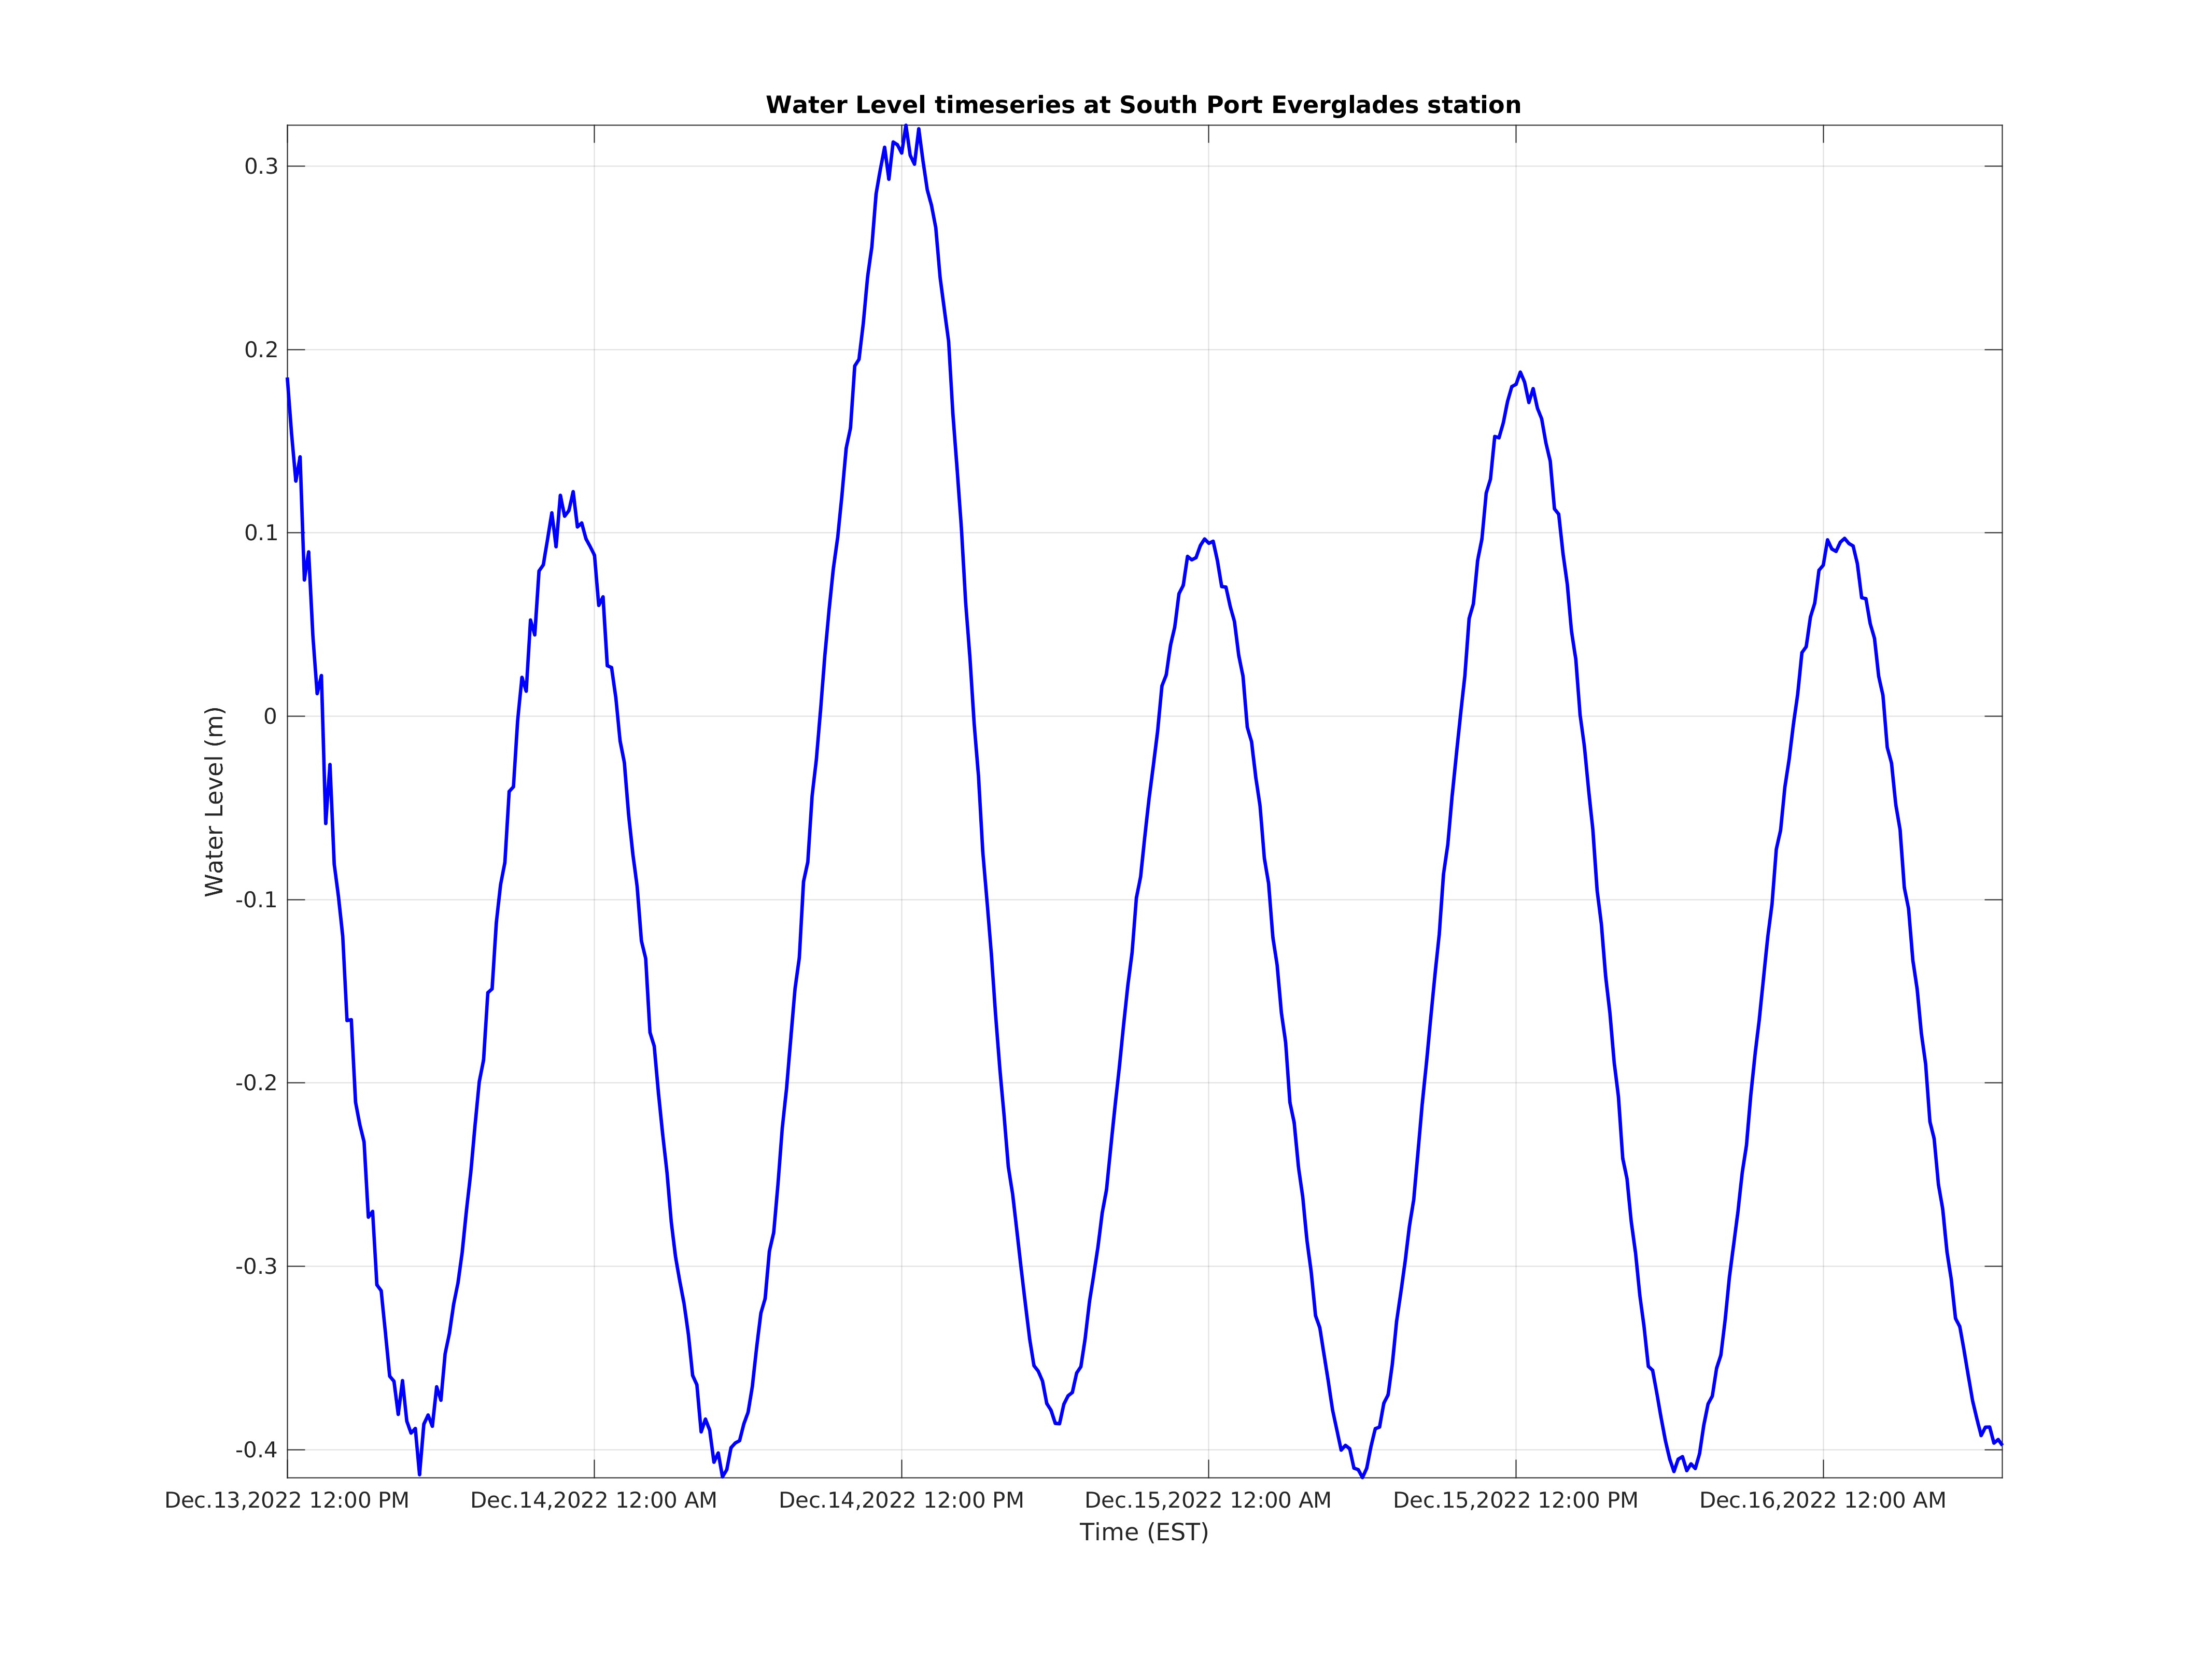 Water Level timeseries at South Port Everglades station
0.3
0.2
0.1
0
-0.1
-0.2
-0.3
-0.4
Water Level (m)
Dec.13,2022 12:00 PM
Dec.14,2022 12:00 AM
Dec.14,2022 12:00 PM
Dec.15,2022 12:00 AM
Dec.15,2022 12:00 PM
Dec.16,2022 12:00 AM
Time (EST)